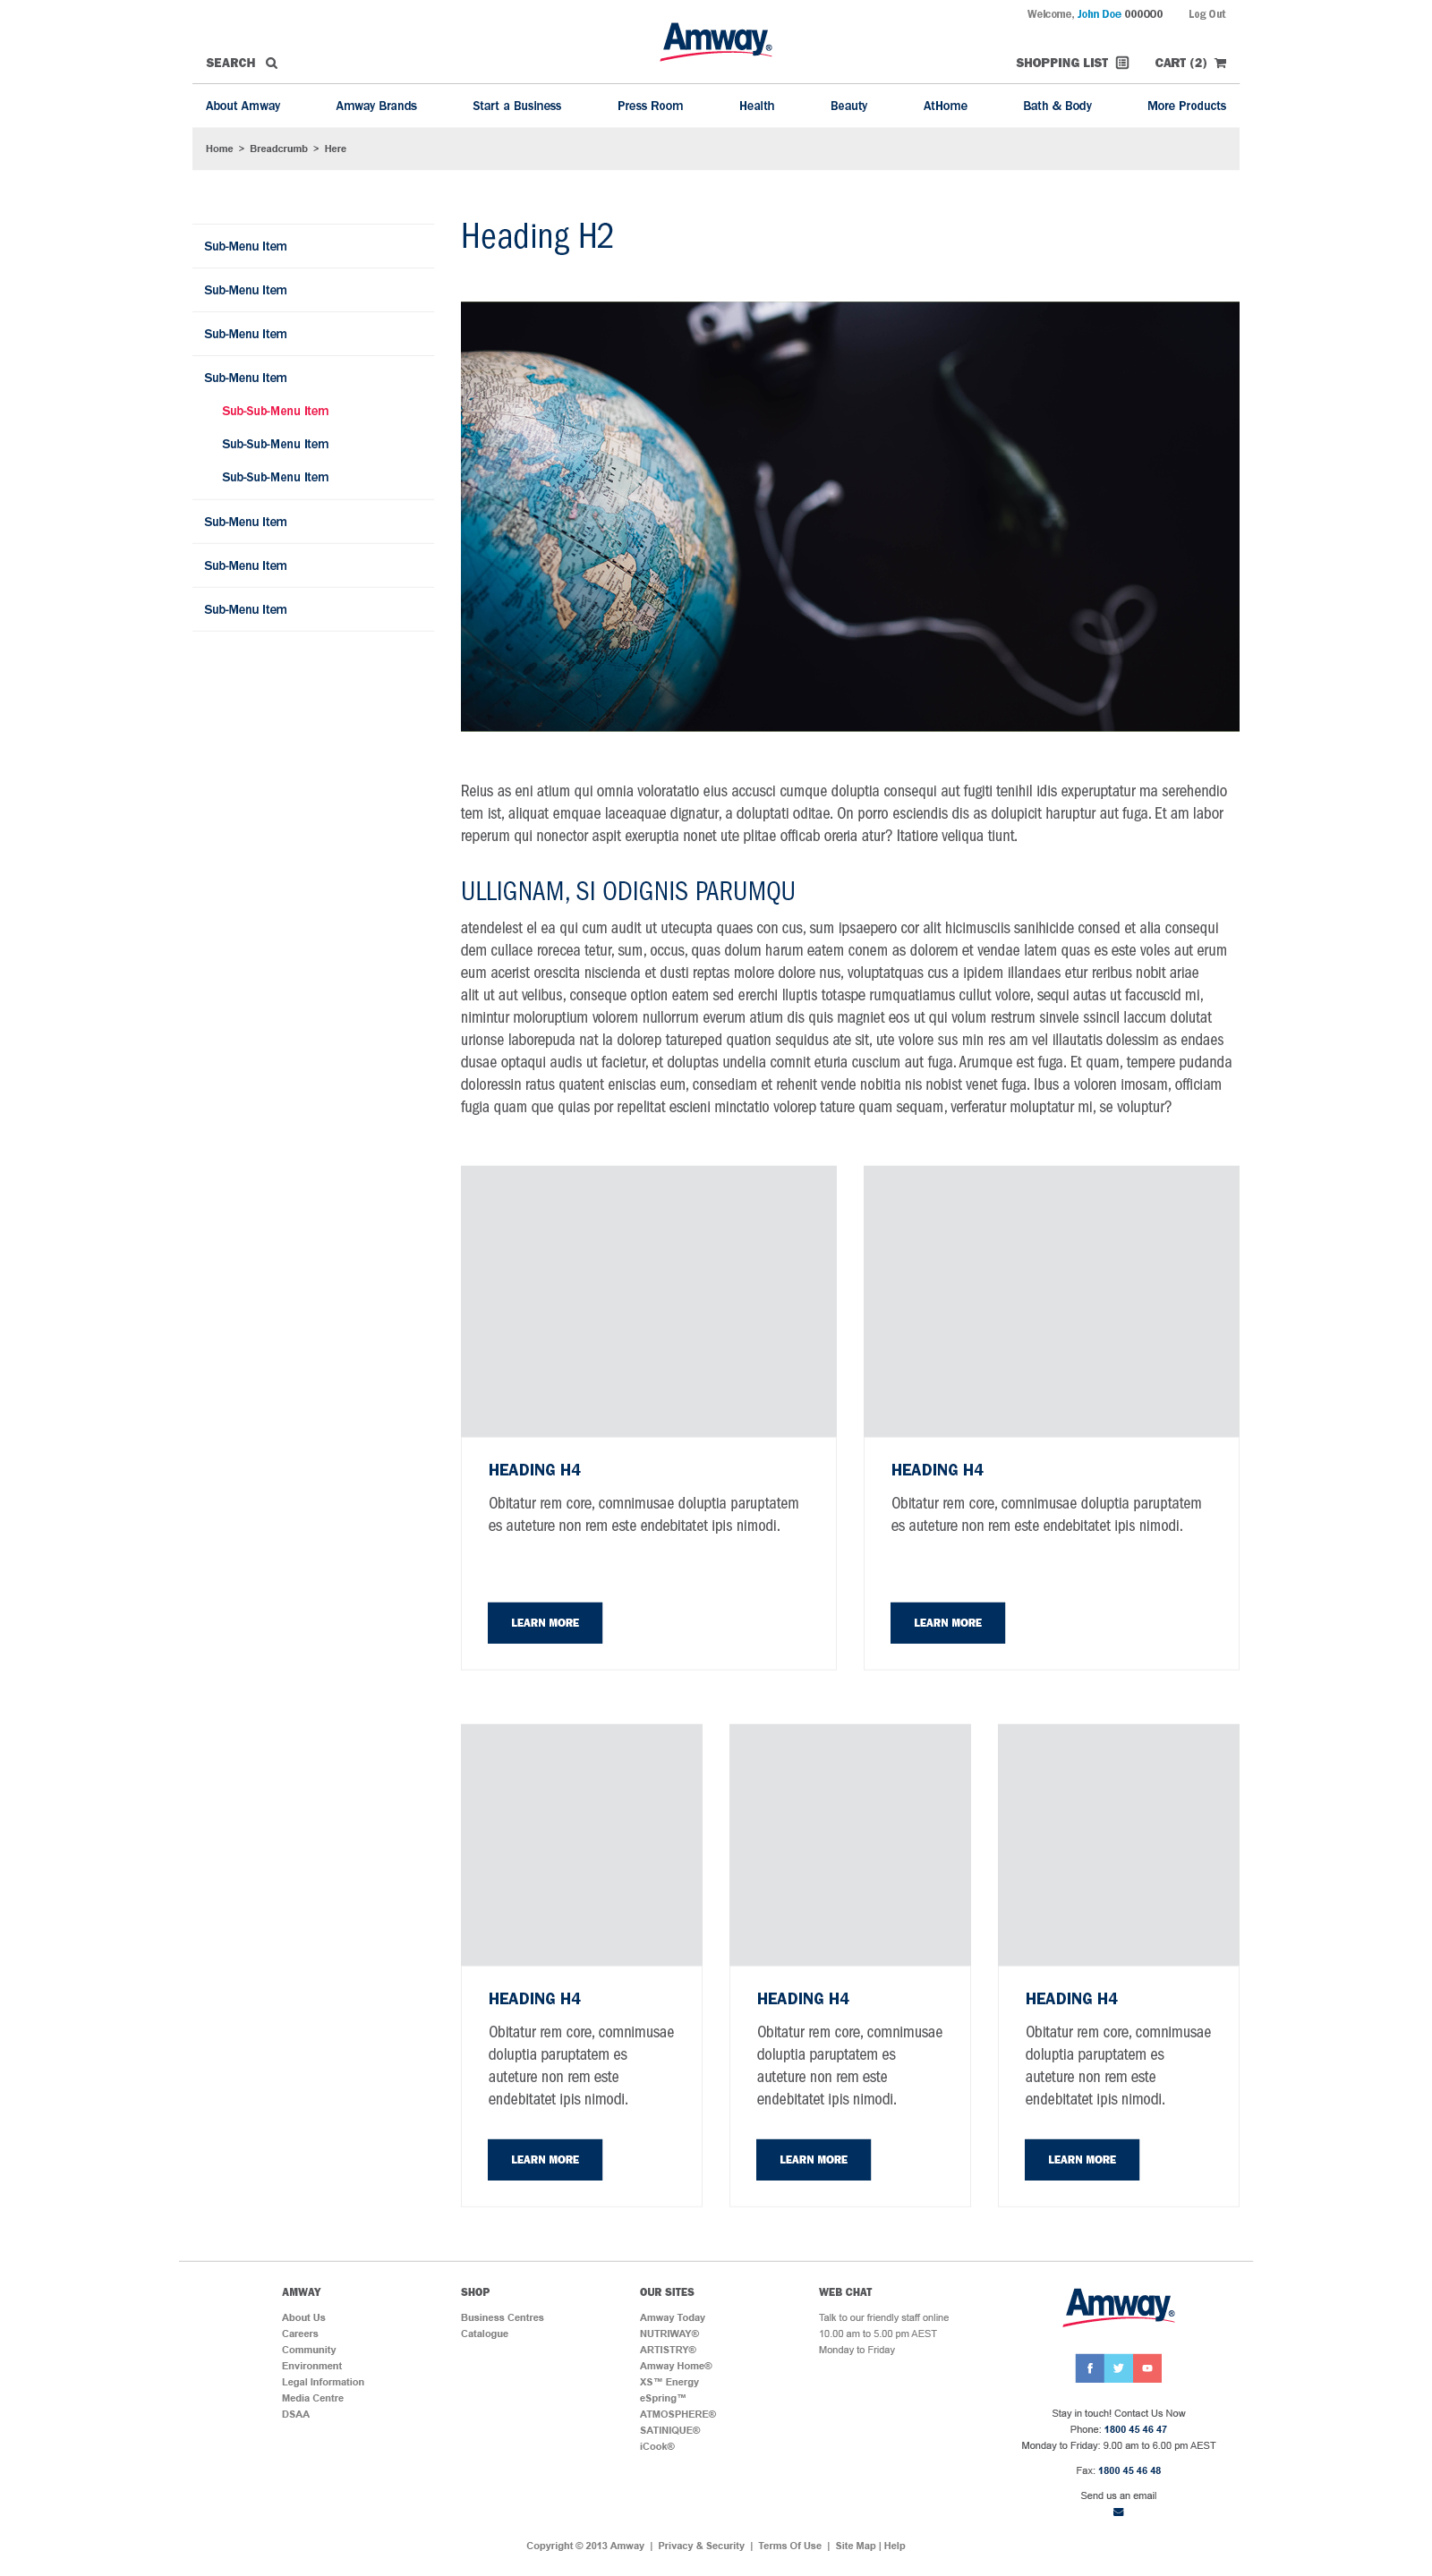 Welcome, John Doe 000000 Log Out
Amway®
SEARCH
SHOPPING LIST CART (2)
About Amway Amway Brands Start a Business Press Room Health Beauty AtHome Bath & Body More Products
Home > Breadcrumb > Here
Sub-Menu Item
Sub-Menu Item
Sub-Menu Item
Sub-Menu Item
Sub-Sub-Menu Item
Sub-Sub-Menu Item
Sub-Sub-Menu Item
Sub-Menu Item
Sub-Menu Item
Sub-Menu Item
Heading H2
Reius as eni atium qui omnia voloratatio eius accusci cumque doluptia consequi aut fugiti tenihil idis experuptatur ma serehendio
tem ist, aliquat emquae laceaquae dignatur, a doluptati oditae. On porro esciendis dis as dolupicit haruptur aut fuga. Et am labor
reperum qui nonector aspit exeruptia nonet ute plitae officab oreria atur? Itatiore veliqua tiunt.
ULLIGNAM, SI ODIGNIS PARUMQU
atendelest el ea qui cum audit ut utecupta quaes con cus, sum ipsaepero cor alit hicimusciis sanihicide consed et alia consequi
dem cullace rorecea tetur, sum, occus, quas dolum harum eatem conem as dolorem et vendae latem quas es este voles aut erum
eum acerist orescita niscienda et dusti reptas molore dolore nus, voluptatquas cus a ipidem illandaes etur reribus nobit ariae
alit ut aut velibus, conseque option eatem sed ererchi lluptis totaspe rumquatiamus cullut volore, sequi autas ut faccuscid mi,
nimintur moloruptium volorem nullorrum everum atium dis quis magniet eos ut qui volum restrum sinvele ssincil laccum dolutat
urionse laborepuda nat la dolorep tatureped quation sequidus ate sit, ute volore sus min res am vel illautatis dolessim as endaes
dusae optaqui audis ut facietur, et doluptas undelia comnit eturia cuscium aut fuga. Arumque est fuga. Et quam, tempere pudanda
doloressin ratus quatent eniscias eum, consediam et rehenit vende nobitia nis nobist venet fuga. Ibus a voloren imosam, officiam
fugia quam que quias por repelitat escieni minctatio volorep tature quam sequam, verferatur moluptatur mi, se voluptur?
HEADING H4
Obitatur rem core, comnimusae doluptia paruptatem
es auteture non rem este endebitatet ipis nimodi.
LEARN MORE
HEADING H4
Obitatur rem core, comnimusae doluptia paruptatem
es auteture non rem este endebitatet ipis nimodi.
LEARN MORE
HEADING H4
Obitatur rem core, comnimusae
doluptia paruptatem es
auteture non rem este
endebitatet ipis nimodi.
LEARN MORE
HEADING H4
Obitatur rem core, comnimusae
doluptia paruptatem es
auteture non rem este
endebitatet ipis nimodi.
LEARN MORE
HEADING H4
Obitatur rem core, comnimusae
doluptia paruptatem es
auteture non rem este
endebitatet ipis nimodi.
LEARN MORE
AMWAY
About Us
Careers
Community
Environment
Legal Information
Media Centre
DSAA
SHOP
Business Centres
Catalogue
OUR SITES
Amway Today
NUTRIWAY®
ARTISTRY®
Amway Home®
XS™ Energy
eSpring™
ATMOSPHERE®
SATINIQUE®
iCook®
WEB CHAT
Talk to our friendly staff online
10.00 am to 5.00 pm AEST
Monday to Friday
Amway®
Stay in touch! Contact Us Now
Phone: 1800 45 46 47
Monday to Friday: 9.00 am to 6.00 pm AEST
Fax: 1800 45 46 48
Send us an email
Copyright © 2013 Amway | Privacy & Security | Terms Of Use | Site Map | Help